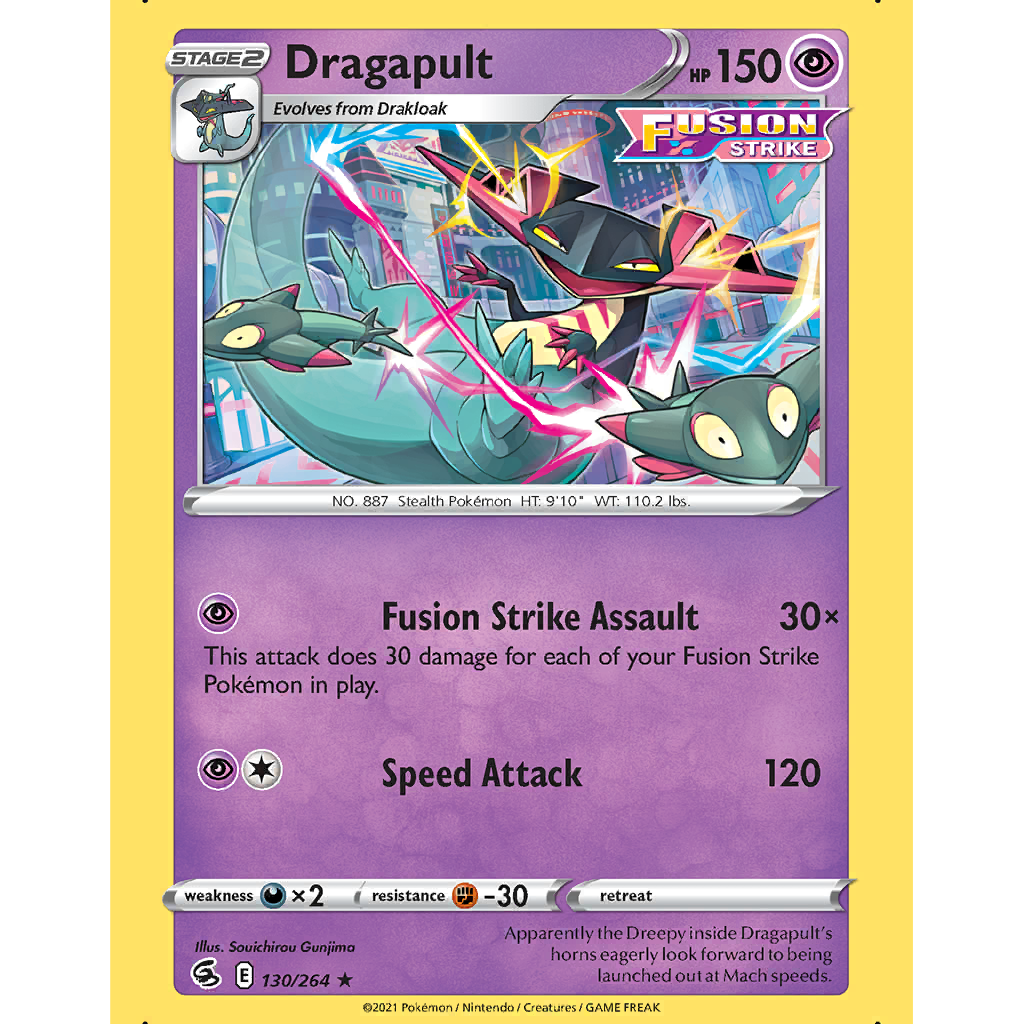 STAGE 2 Dragapult HP 150
Evolves from Drakloak
FUSION
STRIKE
NO. 887 Stealth Pokémon HT: 9'10" WT: 110.2 lbs.
Fusion Strike Assault 30×
This attack does 30 damage for each of your Fusion Strike
Pokémon in play.
Speed Attack 120
weakness ×2 resistance -30 retreat
Illus. Souichirou Gunjima
E 130/264 ★
Apparently the Dreepy inside Dragapult's
horns eagerly look forward to being
launched out at Mach speeds.
©2021 Pokémon / Nintendo / Creatures / GAME FREAK